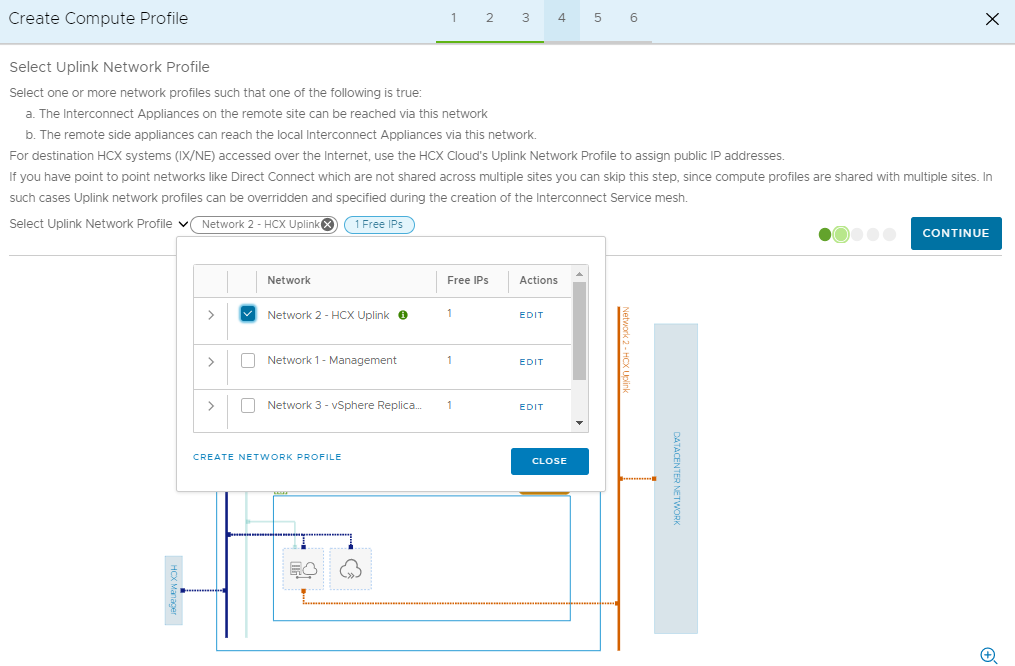 Create Compute Profile
1 2 3 4 5 6
Select Uplink Network Profile
Select one or more network profiles such that one of the following is true:
a. The Interconnect Appliances on the remote site can be reached via this network
b. The remote side appliances can reach the local Interconnect Appliances via this network.
For destination HCX systems (IX/NE) accessed over the Internet, use the HCX Cloud's Uplink Network Profile to assign public IP addresses.
If you have point to point networks like Direct Connect which are not shared across multiple sites you can skip this step, since compute profiles are shared with multiple sites. In
such cases Uplink network profiles can be overridden and specified during the creation of the Interconnect Service mesh.
Select Uplink Network Profile Network 2 - HCX Uplink 1 Free IPs
CONTINUE
Network Free IPs Actions
Network 2 - HCX Uplink 1 EDIT
Network 1 - Management 1 EDIT
Network 3 - vSphere Replica... 1 EDIT
CREATE NETWORK PROFILE
CLOSE
Network 2 - HCX Uplink
DATACENTER NETWORK
HCX Manager